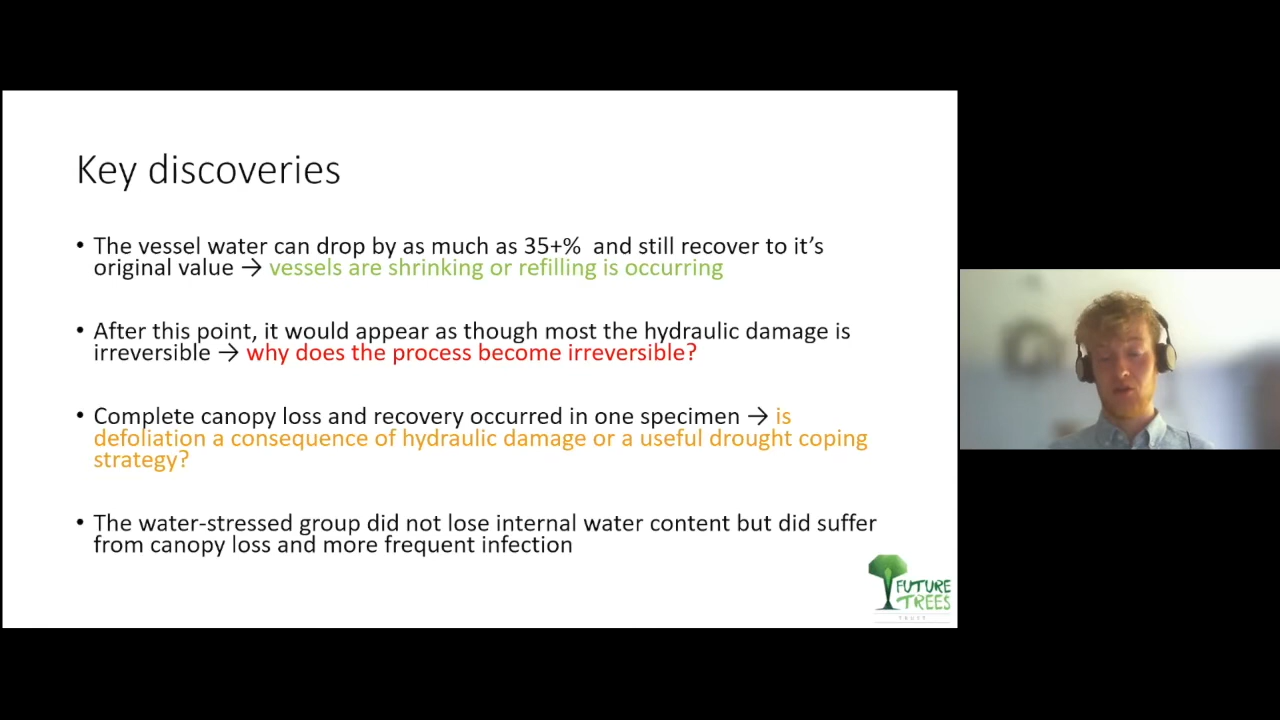 Key discoveries
• The vessel water can drop by as much as 35+% and still recover to it's
original value → vessels are shrinking or refilling is occurring
• After this point, it would appear as though most the hydraulic damage is
irreversible → why does the process become irreversible?
• Complete canopy loss and recovery occurred in one specimen → is
defoliation a consequence of hydraulic damage or a useful drought coping
strategy?
• The water-stressed group did not lose internal water content but did suffer
from canopy loss and more frequent infection
FUTURE
TREES
TRUST